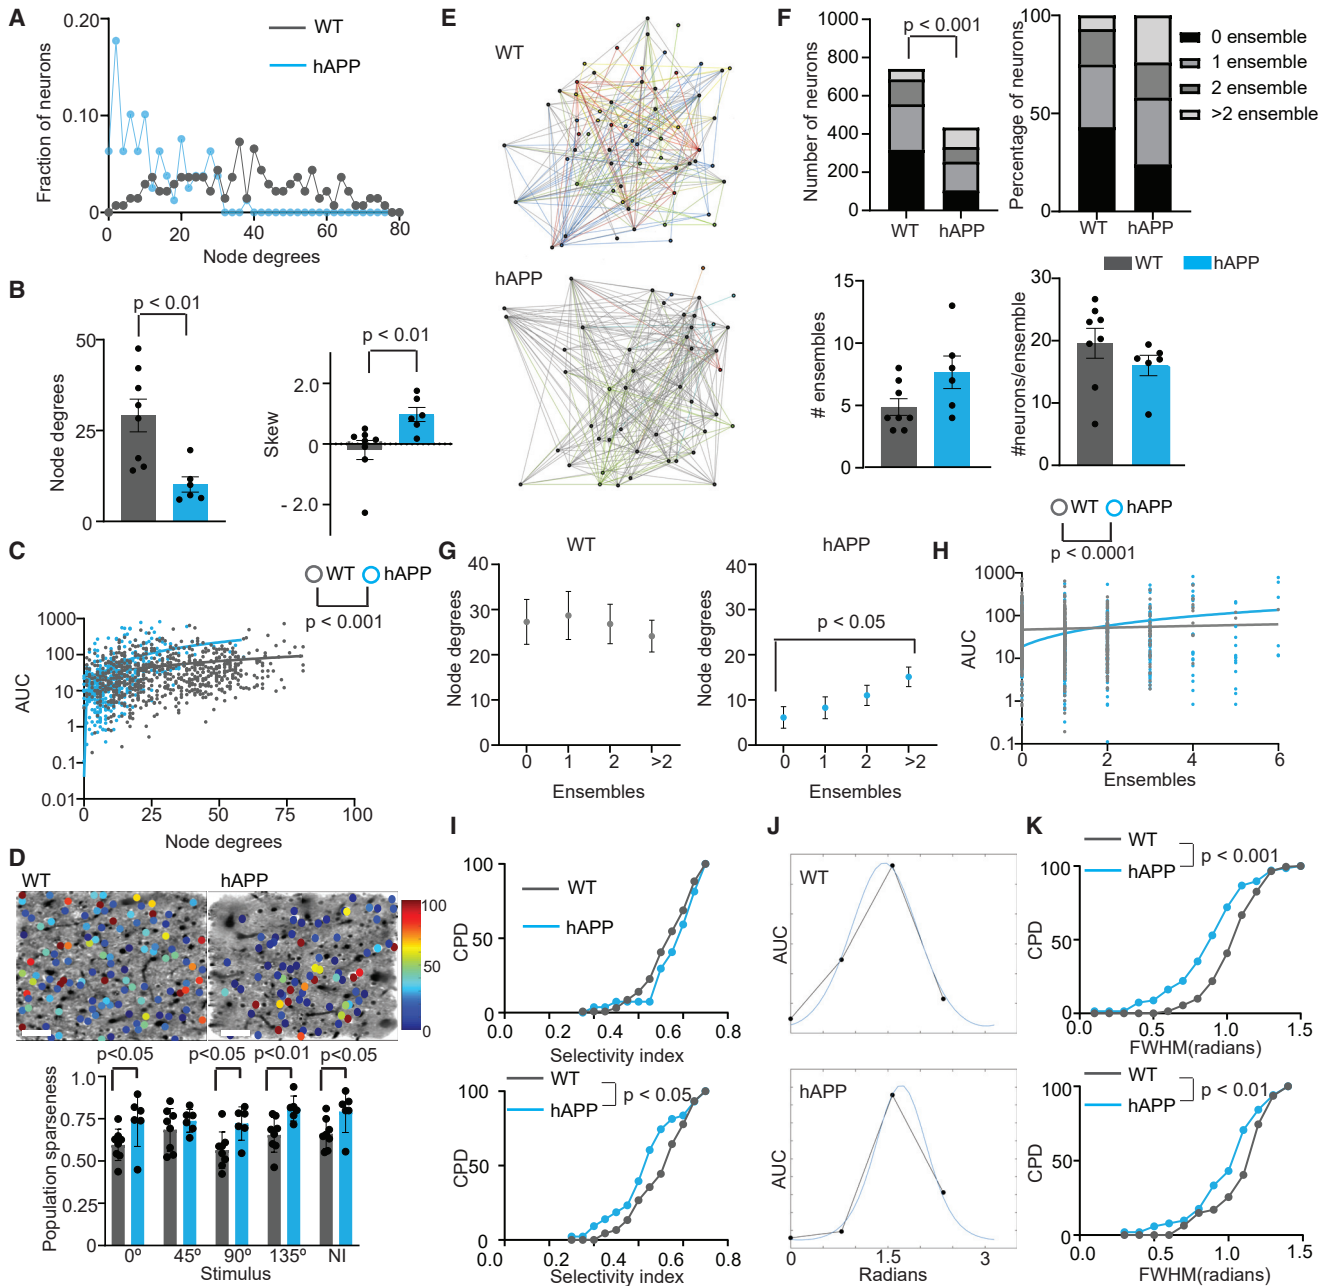 A
0.20
0.10
0
Fraction of neurons
WT
hAPP
0
20
40
60
80
Node degrees
B
p < 0.01
50
25
0
Node degrees
p < 0.01
2.0
0
- 2.0
Skew
C
WT hAPP
p < 0.001
1000
100
10
1
0.1
0.01
AUC
0
25
50
75
100
Node degrees
D
WT
hAPP
100
50
0
p<0.05
p<0.05
p<0.01
p<0.05
1.0
0.75
0.50
0.25
0
Population sparseness
0º
45º
90º
135º
NI
Stimulus
E
WT
hAPP
F
1000
800
600
400
200
0
Number of neurons
p < 0.001
WT
hAPP
100
50
0
Percentage of neurons
WT
hAPP
0 ensemble
1 ensemble
2 ensemble
>2 ensemble
WT hAPP
15
10
5
0
# ensembles
30
20
10
0
#neurons/ensemble
G
WT
40
30
20
10
0
Node degrees
0
1
2
>2
Ensembles
hAPP
40
30
20
10
0
Node degrees
p < 0.05
0
1
2
>2
Ensembles
H
WT hAPP
p < 0.0001
1000
100
10
1
0.1
AUC
0
2
4
6
Ensembles
I
100
50
0
CPD
WT
hAPP
0.0
0.2
0.4
0.6
0.8
Selectivity index
WT
hAPP
p < 0.05
100
50
0
CPD
0.0
0.2
0.4
0.6
0.8
Selectivity index
J
WT
AUC
hAPP
AUC
0
1.5
3
Radians
K
WT
hAPP
p < 0.001
100
50
0
CPD
0.0
0.5
1.0
1.5
FWHM(radians)
WT
hAPP
p < 0.01
100
50
0
CPD
0.0
0.5
1.0
1.5
FWHM(radians)